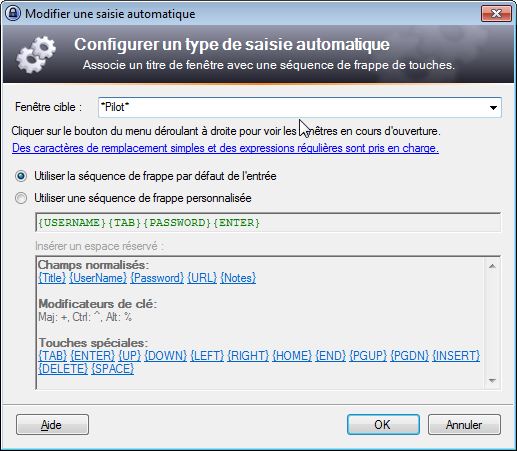 Modifier une saisie automatique
Configurer un type de saisie automatique
Associe un titre de fenêtre avec une séquence de frappe de touches.
Fenêtre cible : *Pilot*
Cliquer sur le bouton du menu déroulant à droite pour voir les fenêtres en cours d'ouverture.
Des caractères de remplacement simples et des expressions régulières sont pris en charge.
Utiliser la séquence de frappe par défaut de l'entrée
Utiliser une séquence de frappe personnalisée
{USERNAME}{TAB}{PASSWORD}{ENTER}
Insérer un espace réservé :
Champs normalisés:
{Title} {UserName} {Password} {URL} {Notes}
Modificateurs de clé:
Maj: +, Ctrl: ^, Alt: %
Touches spéciales:
{TAB} {ENTER} {UP} {DOWN} {LEFT} {RIGHT} {HOME} {END} {PGUP} {PGDN} {INSERT}
{DELETE} {SPACE}
Aide OK Annuler